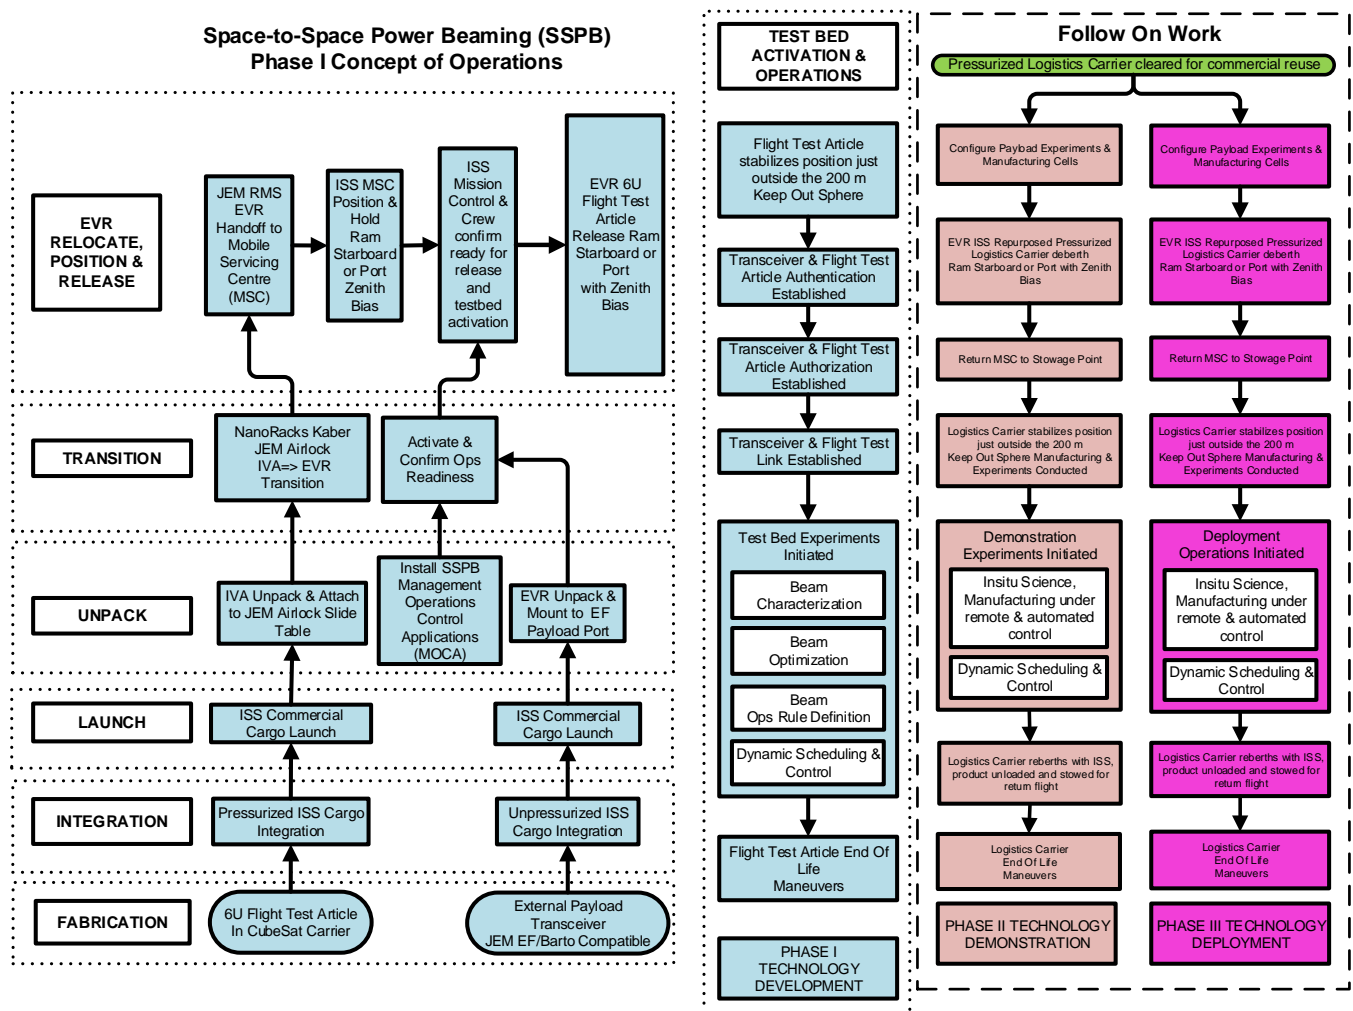 Space-to-Space Power Beaming (SSPB)
Phase I Concept of Operations
EVR
RELOCATE,
POSITION &
RELEASE
JEM RMS
EVR
Handoff to
Mobile
Servicing
Centre
(MSC)
ISS MSC
Position &
Hold
Ram
Starboard
or Port
Zenith
Bias
ISS
Mission
Control &
Crew
confirm
ready for
release
and
testbed
activation
EVR 6U
Flight Test
Article
Release Ram
Starboard or
Port
with Zenith
Bias
TRANSITION
NanoRacks Kaber
JEM Airlock
IVA=> EVR
Transition
Activate &
Confirm Ops
Readiness
UNPACK
IVA Unpack & Attach
to JEM Airlock Slide
Table
Install SSPB
Management
Operations
Control
Applications
(MOCA)
EVR Unpack &
Mount to EF
Payload Port
LAUNCH
ISS Commercial
Cargo Launch
ISS Commercial
Cargo Launch
INTEGRATION
Pressurized ISS Cargo
Integration
Unpressurized ISS
Cargo Integration
FABRICATION
6U Flight Test Article
In CubeSat Carrier
External Payload
Transceiver
JEM EF/Barto Compatible
TEST BED
ACTIVATION &
OPERATIONS
Flight Test Article
stabilizes position just
outside the 200 m
Keep Out Sphere
Transceiver & Flight Test
Article Authentication
Established
Transceiver & Flight Test
Article Authorization
Established
Transceiver & Flight Test
Link Established
Test Bed Experiments
Initiated
Beam
Characterization
Beam
Optimization
Beam
Ops Rule Definition
Dynamic Scheduling &
Control
Flight Test Article End Of
Life
Maneuvers
PHASE I
TECHNOLOGY
DEVELOPMENT
Follow On Work
Pressurized Logistics Carrier cleared for commercial reuse
Configure Payload Experiments &
Manufacturing Cells
EVR ISS Repurposed Pressurized
Logistics Carrier deberth
Ram Starboard or Port with Zenith
Bias
Return MSC to Stowage Point
Logistics Carrier stabilizes position
just outside the 200 m
Keep Out Sphere Manufacturing &
Experiments Conducted
Demonstration
Experiments Initiated
Insitu Science,
Manufacturing under
remote & automated
control
Dynamic Scheduling &
Control
Logistics Carrier reberths with ISS,
product unloaded and stowed for
return flight
Logistics Carrier
End Of Life
Maneuvers
PHASE II TECHNOLOGY
DEMONSTRATION
Configure Payload Experiments &
Manufacturing Cells
EVR ISS Repurposed Pressurized
Logistics Carrier deberth
Ram Starboard or Port with Zenith
Bias
Return MSC to Stowage Point
Logistics Carrier stabilizes position
just outside the 200 m
Keep Out Sphere Manufacturing &
Experiments Conducted
Deployment
Operations Initiated
Insitu Science,
Manufacturing under
remote & automated
control
Dynamic Scheduling &
Control
Logistics Carrier reberths with ISS,
product unloaded and stowed for
return flight
Logistics Carrier
End Of Life
Maneuvers
PHASE III TECHNOLOGY
DEPLOYMENT